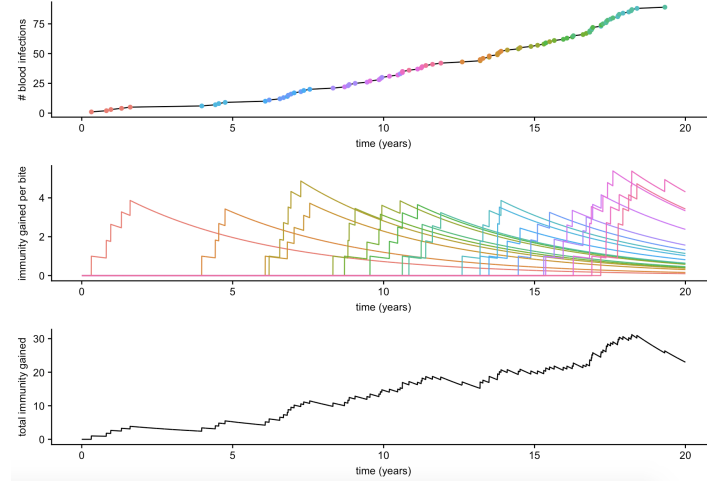 # blood infections
75
50
25
0
0 5 10 15 20
time (years)
immunity gained per bite
4
2
0
0 5 10 15 20
time (years)
total immunity gained
30
20
10
0
0 5 10 15 20
time (years)